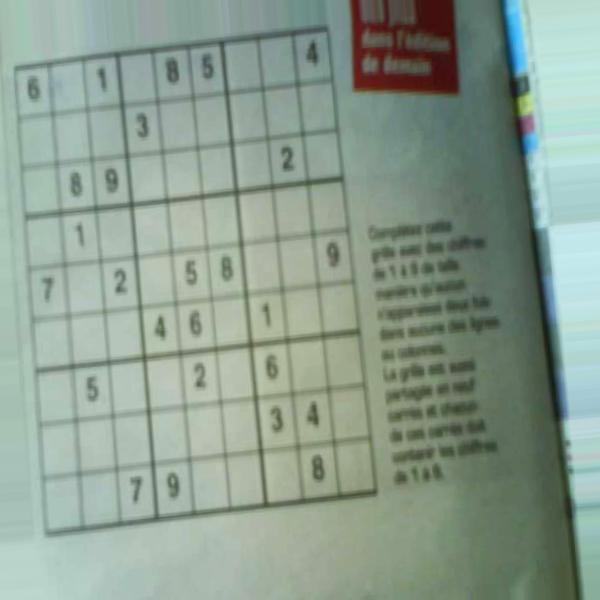 dans l'édition
de demain
6 1 8 5 4
3
8 9 2
1
7 2 5 8 9
4 6 1
5 2 6
3 4
7 9 8
Complétez cette
grille avec des chiffres
de 1 à 9 de telle
manière qu'aucun
n'apparaisse deux fois
dans aucune des lignes
ou colonnes.
La grille est aussi
partagée en neuf
carrés et chacun
de ces carrés doit
contenir les chiffres
de 1 à 9.